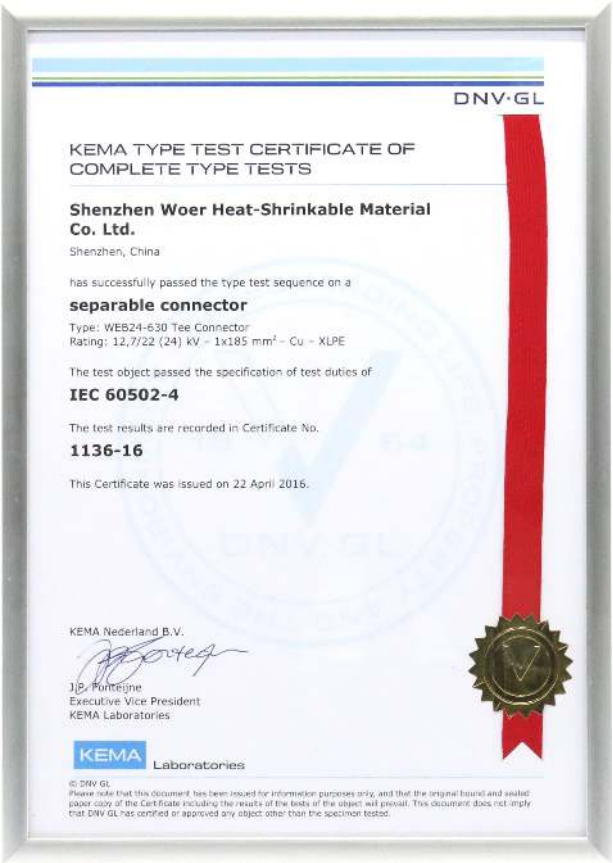 DNV·GL
KEMA TYPE TEST CERTIFICATE OF
COMPLETE TYPE TESTS
Shenzhen Woer Heat-Shrinkable Material
Co. Ltd.
Shenzhen, China
has successfully passed the type test sequence on a
separable connector
Type: WEB24-630 Tee Connector
Rating: 12,7/22 (24) kV – 1x185 mm² – Cu – XLPE
The test object passed the specification of test duties of
IEC 60502-4
The test results are recorded in Certificate No.
1136-16
This Certificate was issued on 22 April 2016.
DNV·GL
KEMA Nederland B.V.
J.P. Fonteijne
Executive Vice President
KEMA Laboratories
KEMA Laboratories
© DNV GL
Please note that this document has been issued for information purposes only, and that the original bound and sealed
paper copy of the Certificate including the results of the tests of the object will prevail. This document does not imply
that DNV GL has certified or approved any object other than the specimen tested.